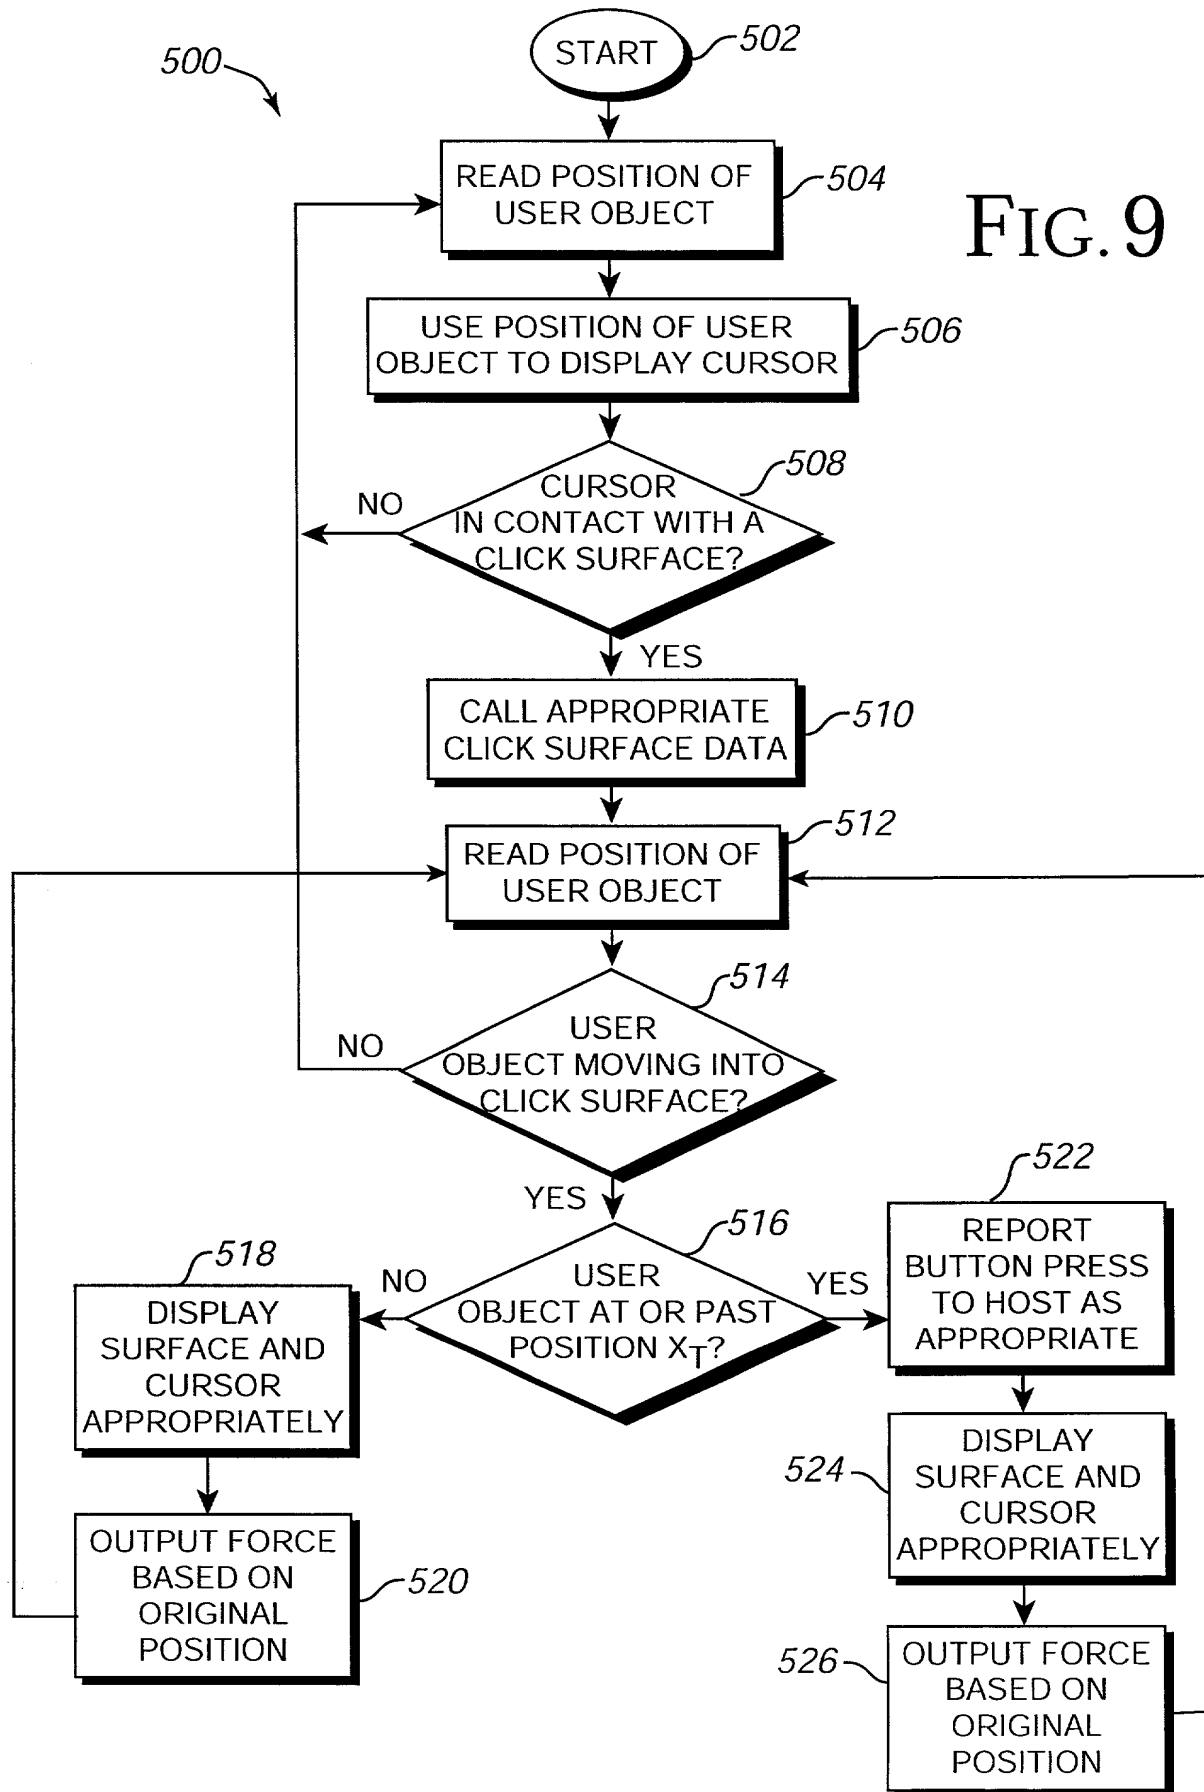 500
START
502
READ POSITION OF
USER OBJECT
504
FIG. 9
USE POSITION OF USER
OBJECT TO DISPLAY CURSOR
506
CURSOR
IN CONTACT WITH A
CLICK SURFACE?
508
NO
YES
CALL APPROPRIATE
CLICK SURFACE DATA
510
READ POSITION OF
USER OBJECT
512
USER
OBJECT MOVING INTO
CLICK SURFACE?
514
NO
YES
USER
OBJECT AT OR PAST
POSITION XT?
516
NO
YES
518
DISPLAY
SURFACE AND
CURSOR
APPROPRIATELY
OUTPUT FORCE
BASED ON
ORIGINAL
POSITION
520
522
REPORT
BUTTON PRESS
TO HOST AS
APPROPRIATE
524
DISPLAY
SURFACE AND
CURSOR
APPROPRIATELY
526
OUTPUT FORCE
BASED ON
ORIGINAL
POSITION